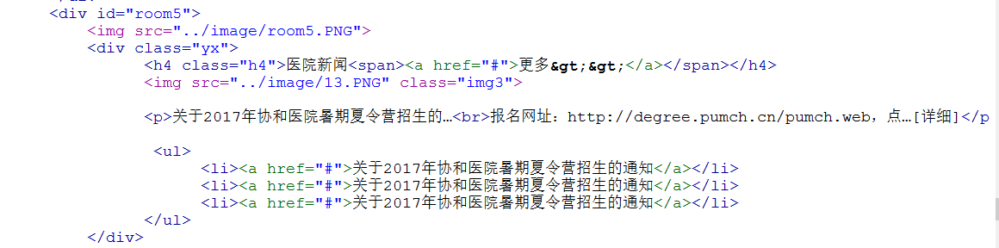 <div id="room5">
<img src="../image/room5.PNG">
<div class="yx">
<h4 class="h4">医院新闻<span><a href="#">更多&gt;&gt;</a></span></h4>
<img src="../image/13.PNG" class="img3">
<p>关于2017年协和医院暑期夏令营招生的…<br>报名网址：http://degree.pumch.cn/pumch.web，点…[详细]</p
<ul>
<li><a href="#">关于2017年协和医院暑期夏令营招生的通知</a></li>
<li><a href="#">关于2017年协和医院暑期夏令营招生的通知</a></li>
<li><a href="#">关于2017年协和医院暑期夏令营招生的通知</a></li>
</ul>
</div>